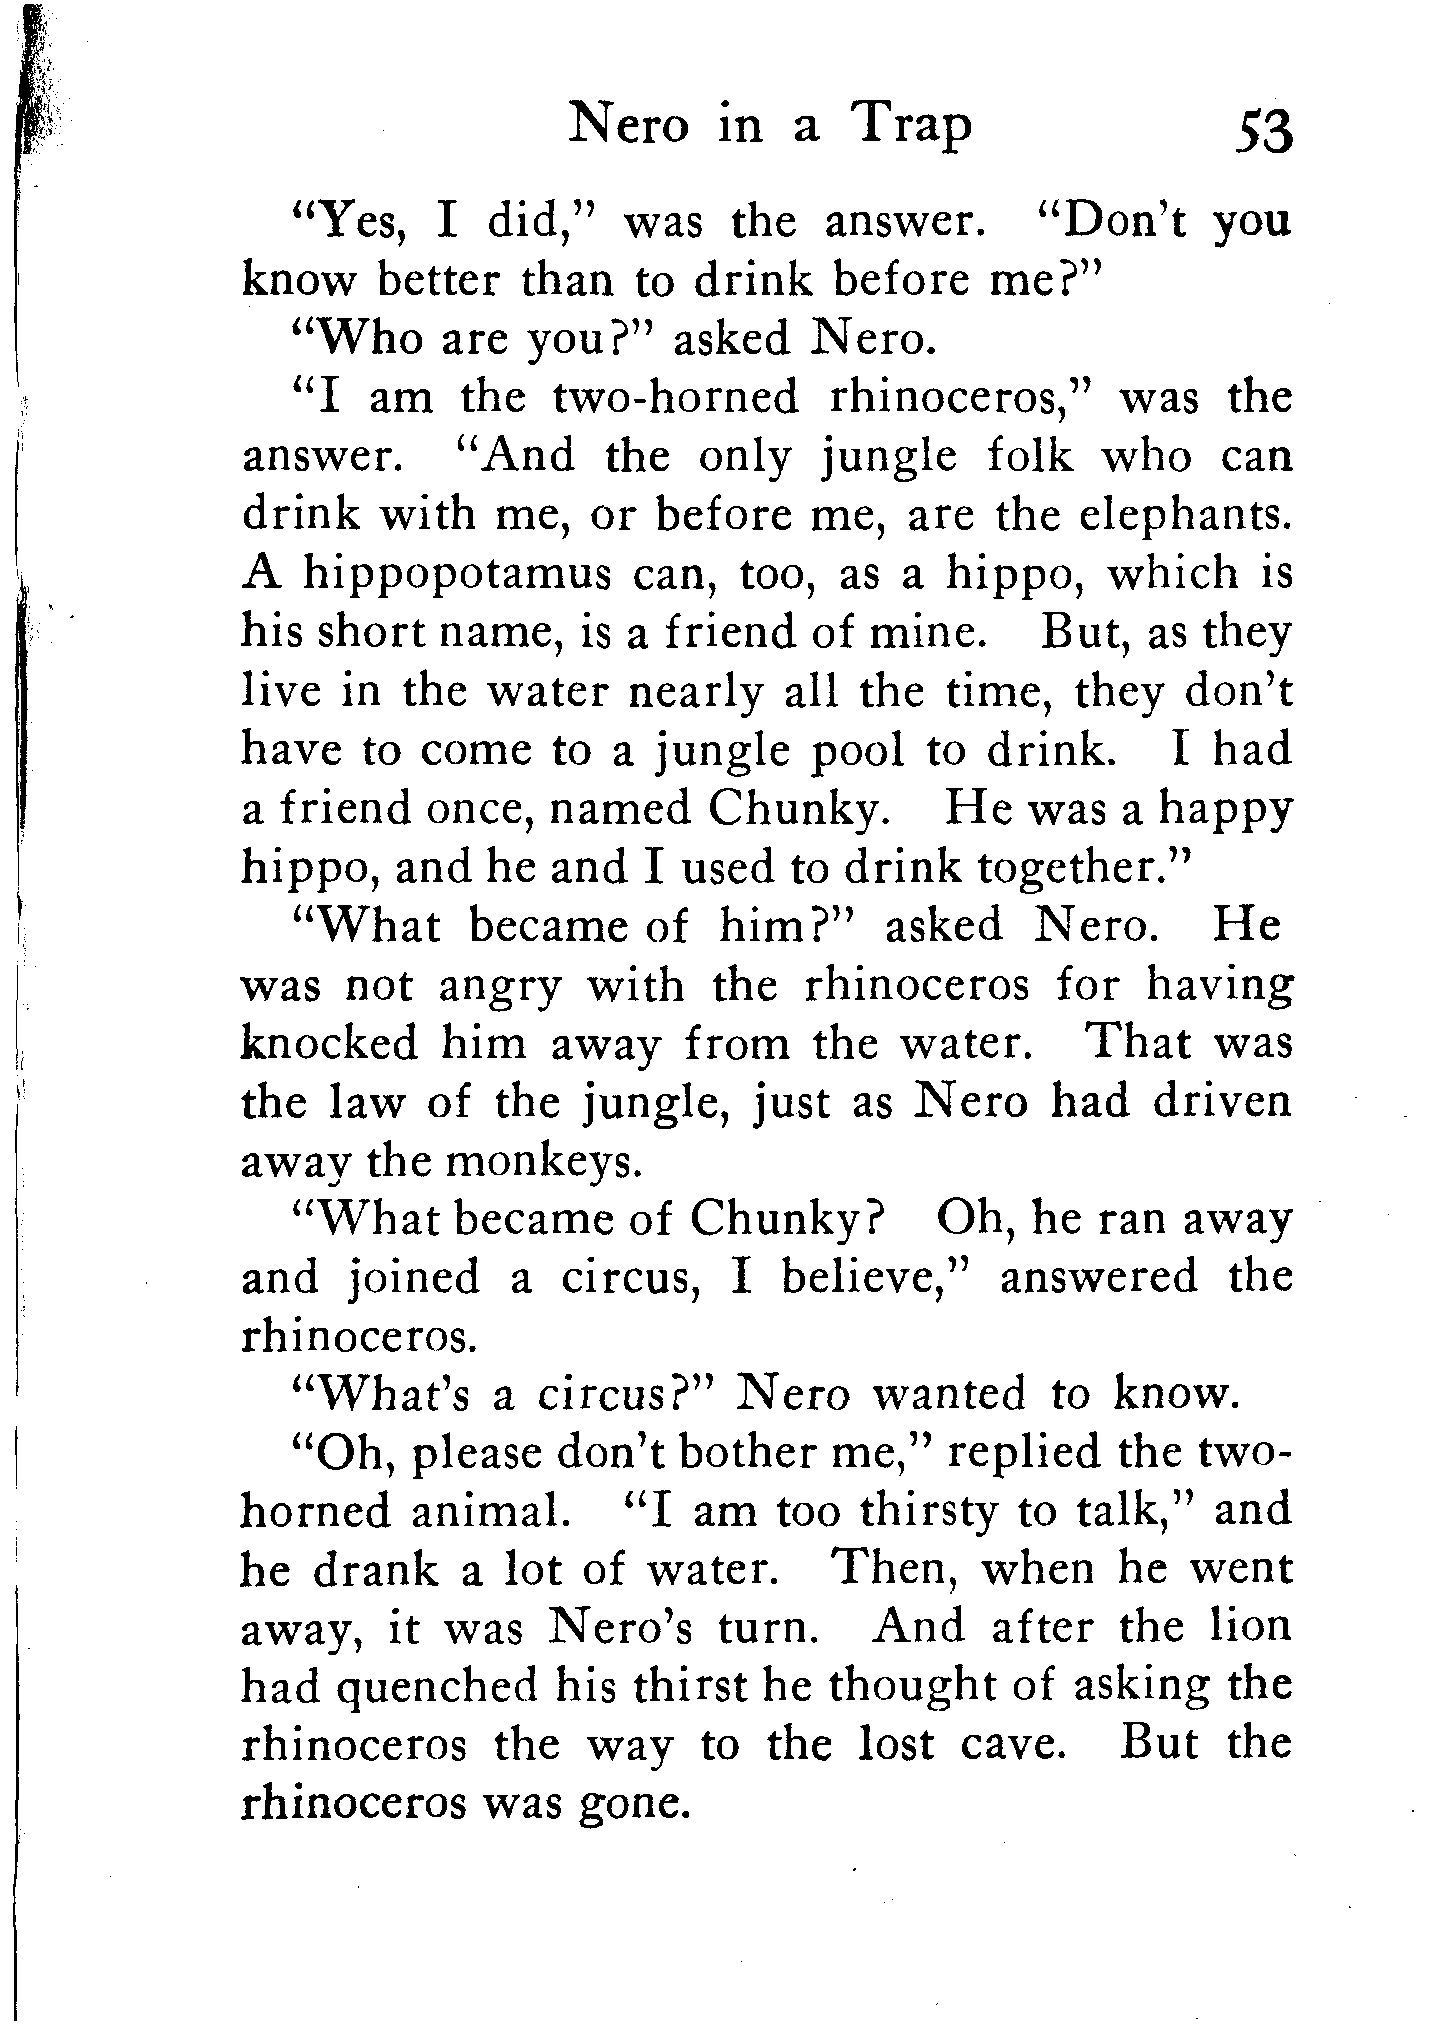 Nero in a Trap 53
“Yes, I did,” was the answer. “Don’t you
know better than to drink before me?”
“Who are you?” asked Nero.
“I am the two-horned rhinoceros,” was the
answer. “And the only jungle folk who can
drink with me, or before me, are the elephants.
A hippopotamus can, too, as a hippo, which is
his short name, is a friend of mine. But, as they
live in the water nearly all the time, they don’t
have to come to a jungle pool to drink. I had
a friend once, named Chunky. He was a happy
hippo, and he and I used to drink together.”
“What became of him?” asked Nero. He
was not angry with the rhinoceros for having
knocked him away from the water. That was
the law of the jungle, just as Nero had driven
away the monkeys.
“What became of Chunky? Oh, he ran away
and joined a circus, I believe,” answered the
rhinoceros.
“What’s a circus?” Nero wanted to know.
“Oh, please don’t bother me,” replied the two-
horned animal. “I am too thirsty to talk,” and
he drank a lot of water. Then, when he went
away, it was Nero’s turn. And after the lion
had quenched his thirst he thought of asking the
rhinoceros the way to the lost cave. But the
rhinoceros was gone.